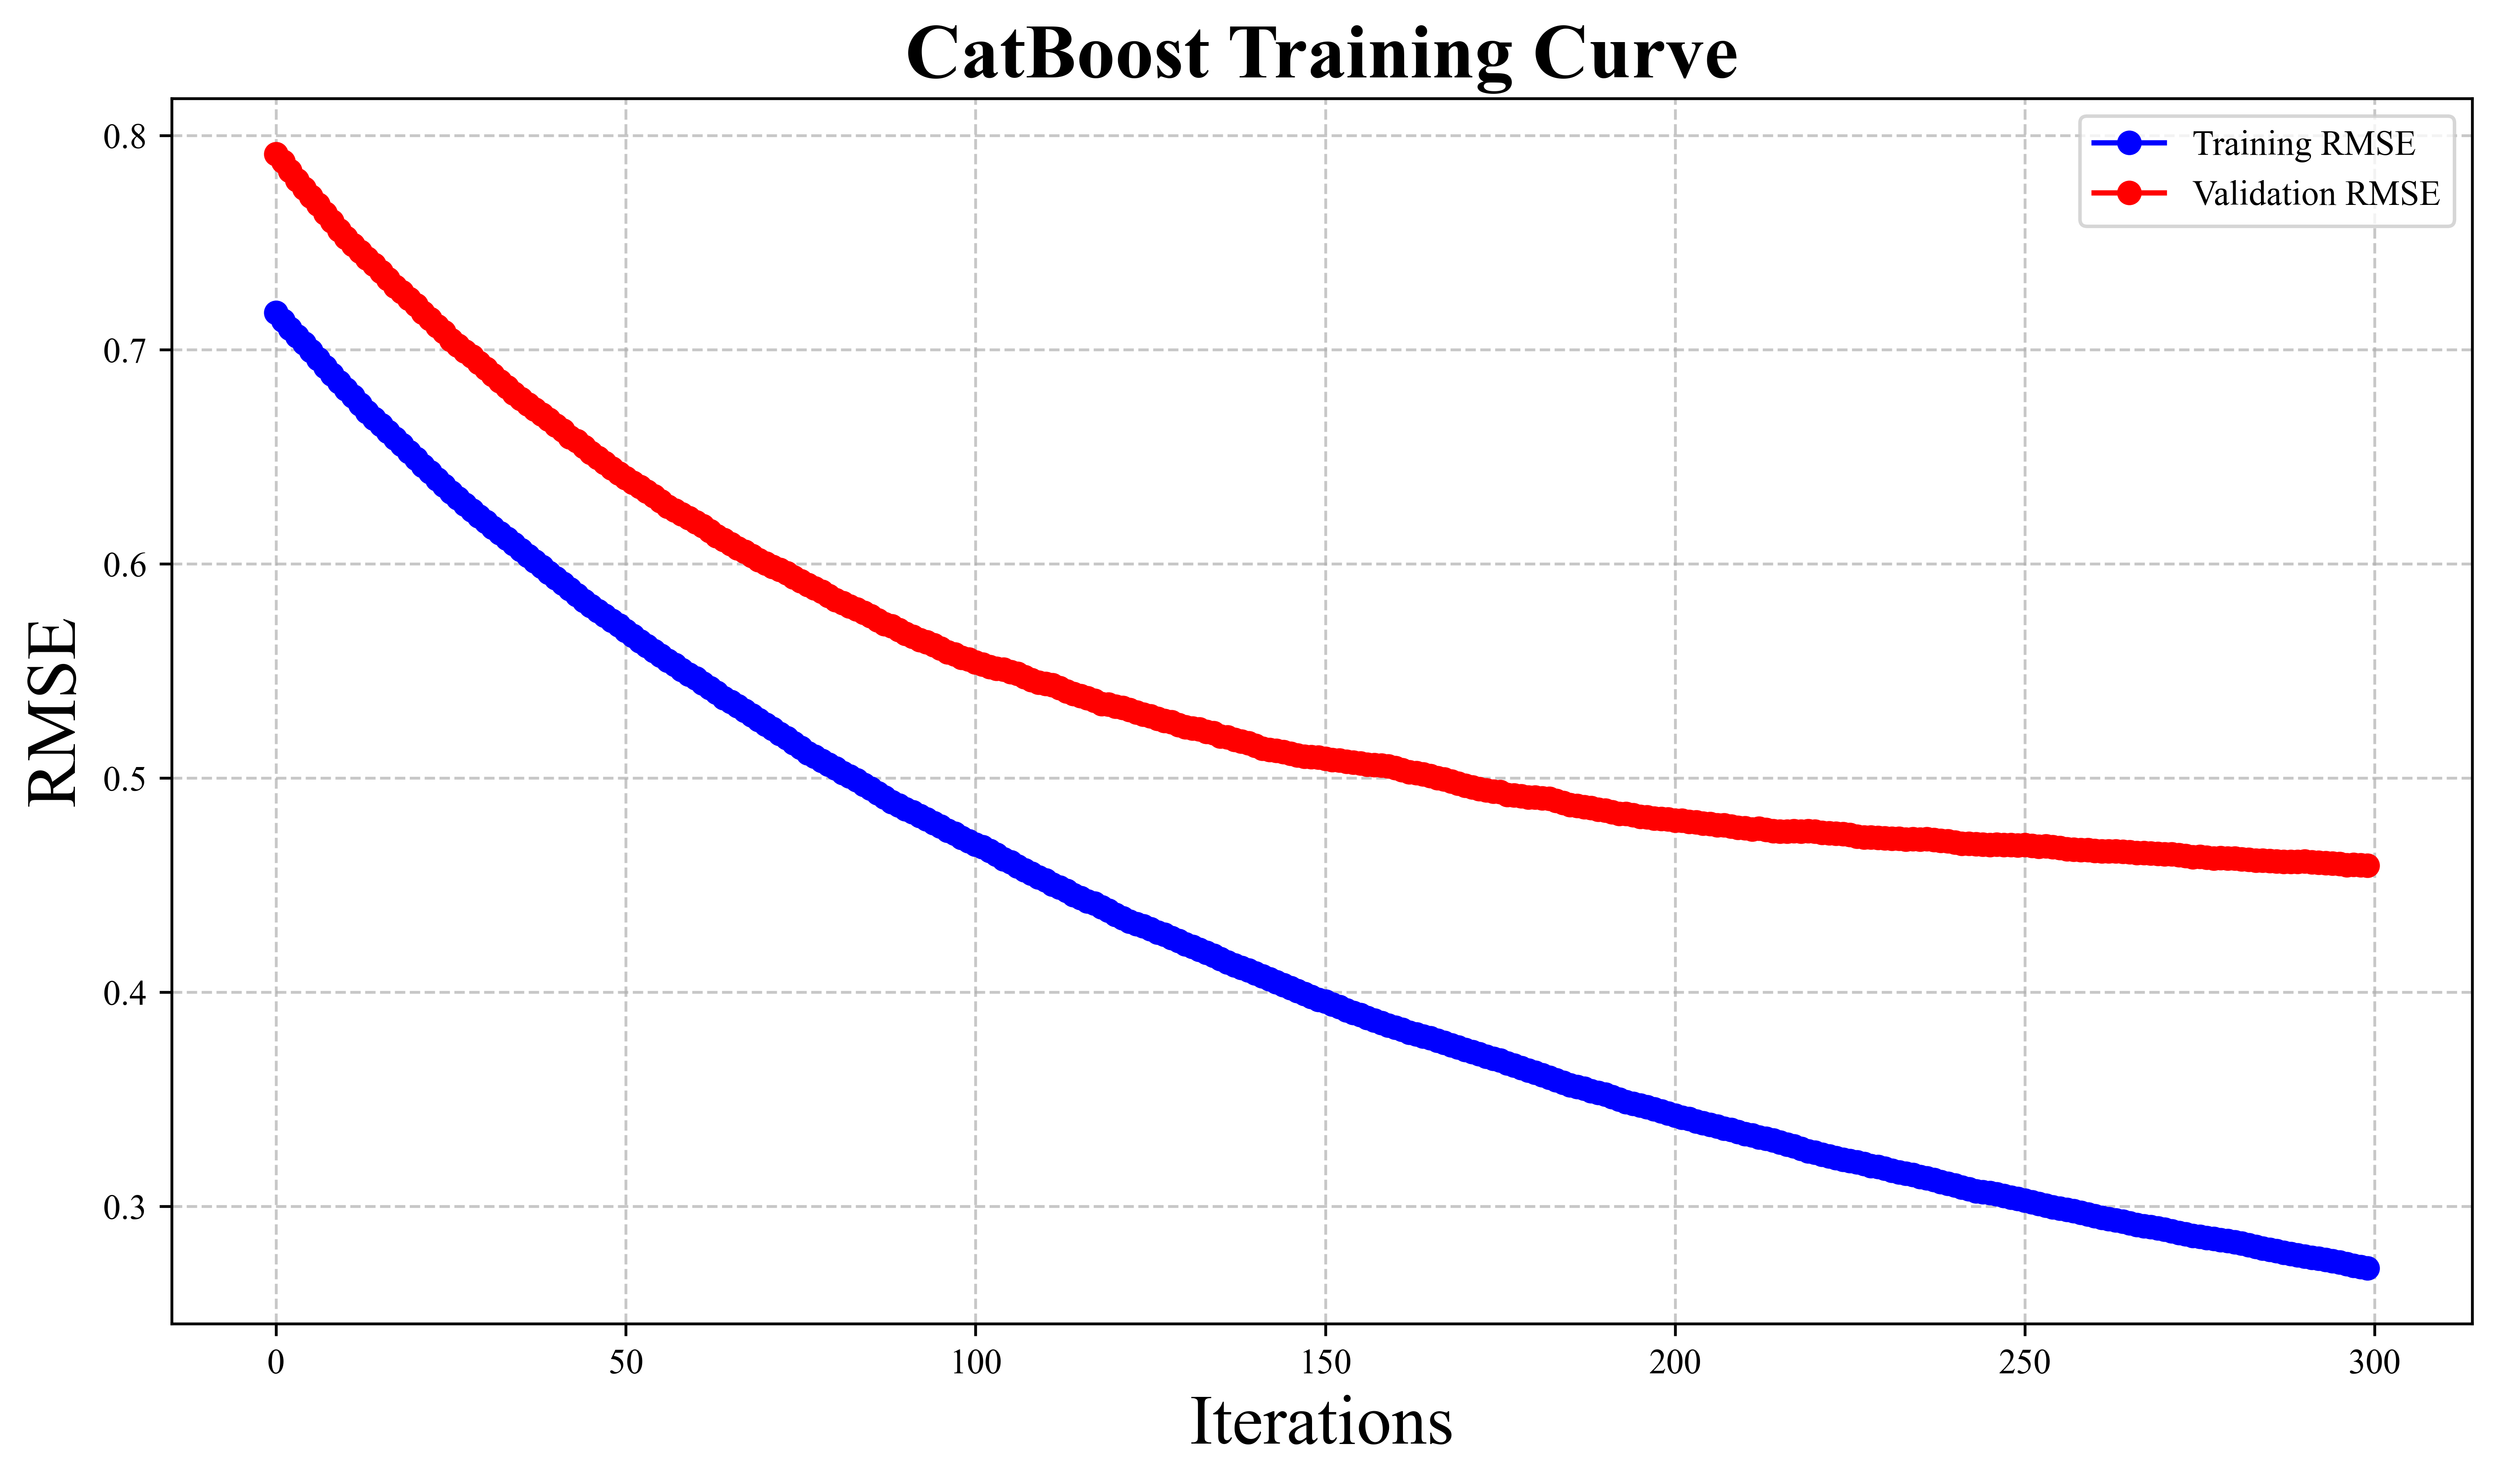 CatBoost Training Curve
Training RMSE
Validation RMSE
RMSE
0.8
0.7
0.6
0.5
0.4
0.3
0 50 100 150 200 250 300
Iterations